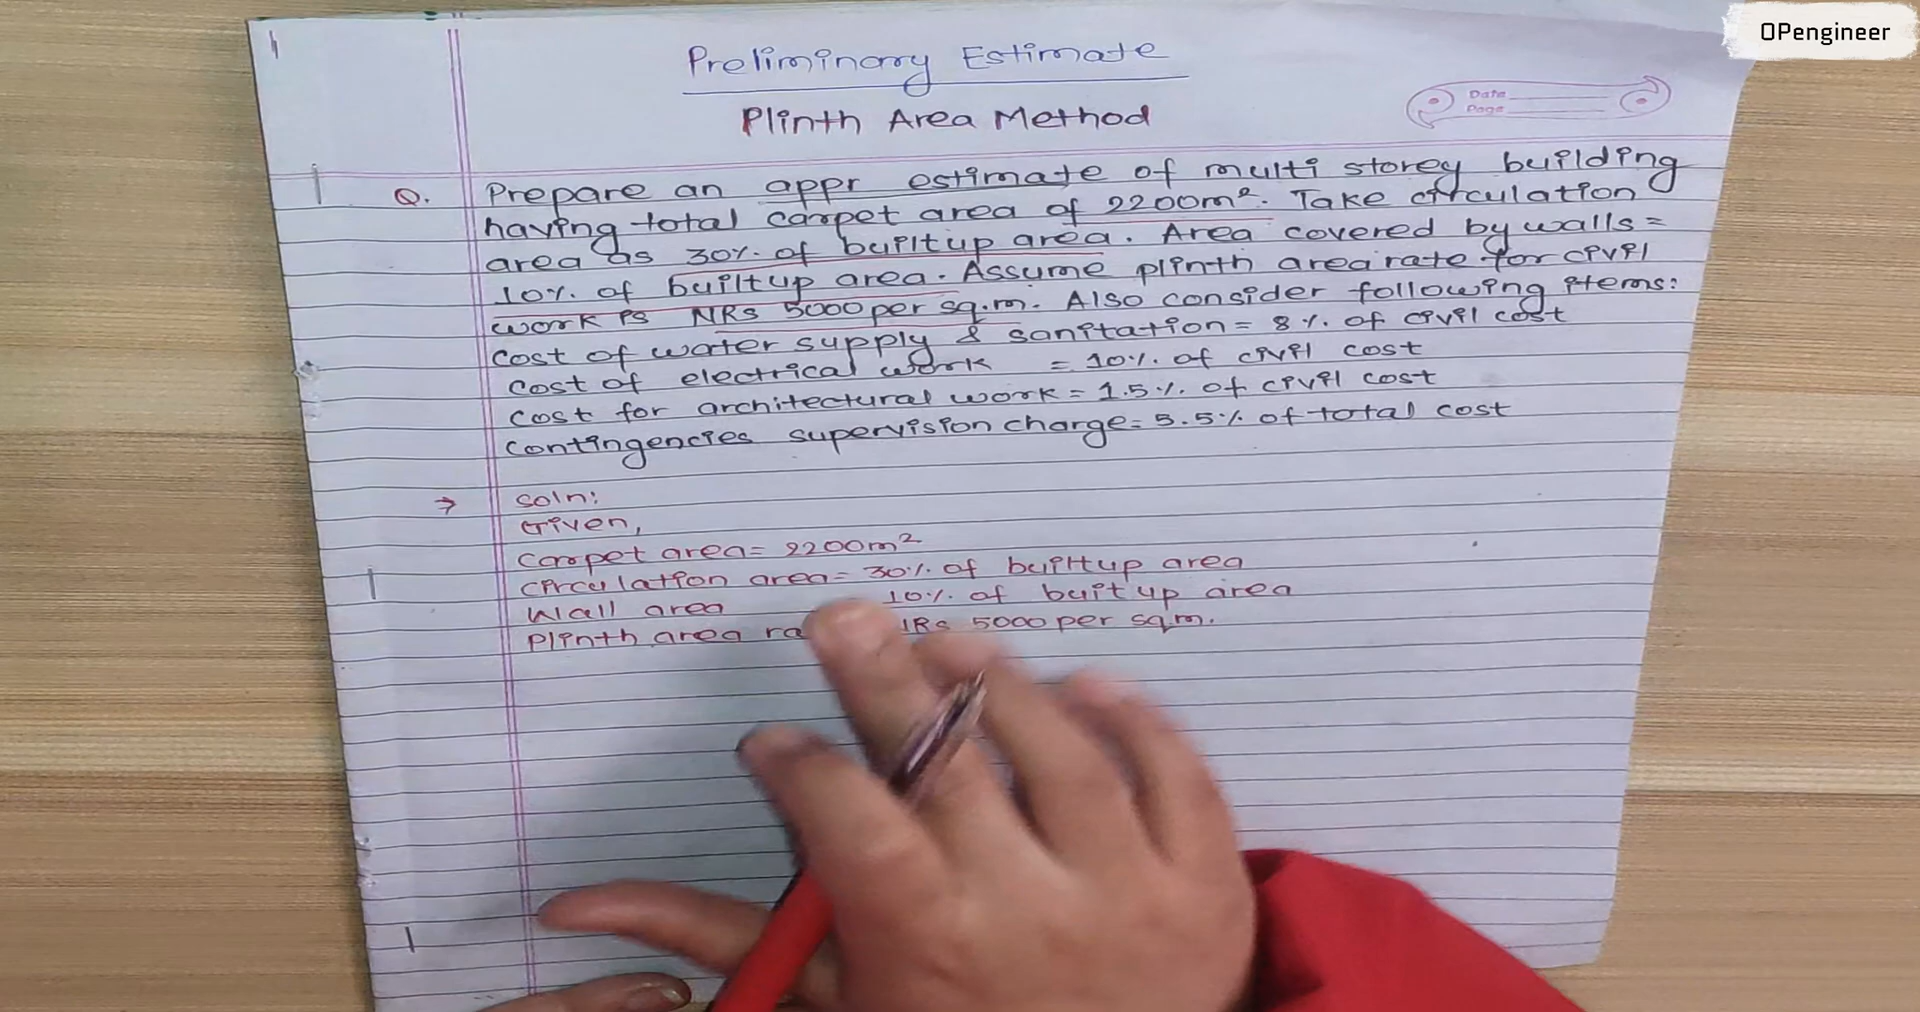 OPengineer
Preliminary Estimate
Plinth Area Method
Date
Page
Q. Prepare an appr estimate of multi storey building
having total carpet area of 2200m². Take circulation
area as 30% of builtup area. Area covered by walls =
10% of builtup area. Assume plinth area rate for civil
work is NRs 5000 per sq.m. Also consider following items:
cost of water supply & sanitation = 8% of civil cost
cost of electrical work = 10% of civil cost
cost for architectural work = 1.5% of civil cost
contingencies supervision charge = 5.5% of total cost
→ soln:
Given,
Carpet area = 2200m²
Circulation area = 30% of builtup area
Wall area 10% of buitup area
Plinth area 5000 per sq.m.